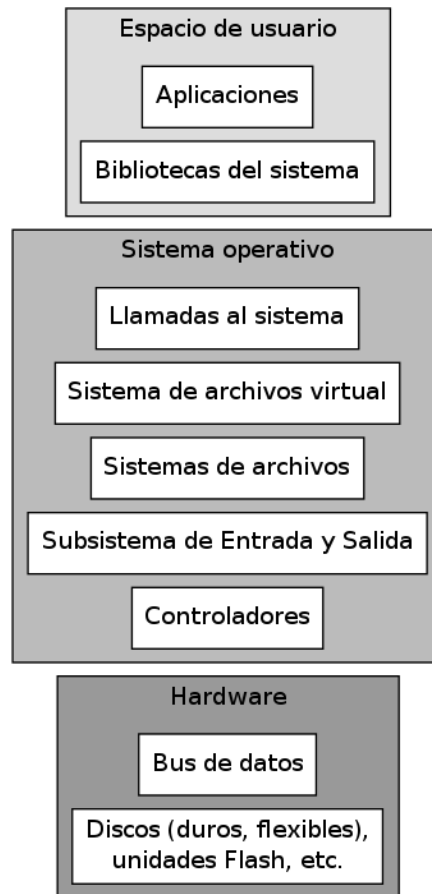 Espacio de usuario
Aplicaciones
Bibliotecas del sistema
Sistema operativo
Llamadas al sistema
Sistema de archivos virtual
Sistemas de archivos
Subsistema de Entrada y Salida
Controladores
Hardware
Bus de datos
Discos (duros, flexibles),
unidades Flash, etc.